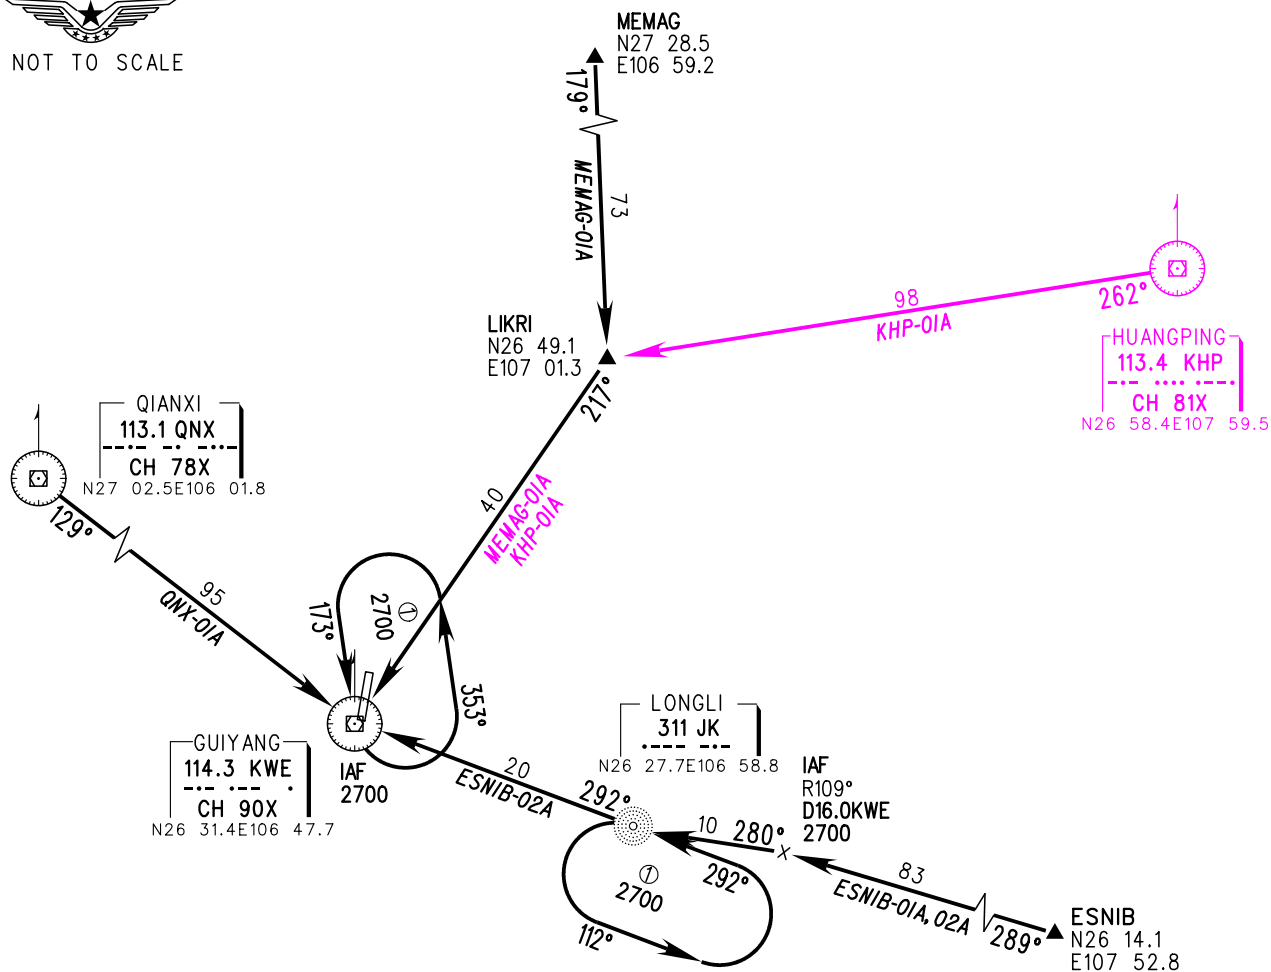 NOT TO SCALE
MEMAG
N27 28.5
E106 59.2
179°
MEMAG-01A
73
LIKRI
N26 49.1
E107 01.3
98
KHP-01A
262°
HUANGPING
113.4 KHP
CH 81X
N26 58.4E107 59.5
217°
40
MEMAG-01A
KHP-01A
QIANXI
113.1 QNX
CH 78X
N27 02.5E106 01.8
129°
95
QNX-01A
173°
2700
①
353°
GUIYANG
114.3 KWE
CH 90X
N26 31.4E106 47.7
IAF
2700
20
ESNIB-02A
292°
LONGLI
311 JK
N26 27.7E106 58.8
IAF
R109°
D16.0KWE
2700
10
280°
①
2700
292°
112°
83
ESNIB-01A,02A
289°
ESNIB
N26 14.1
E107 52.8